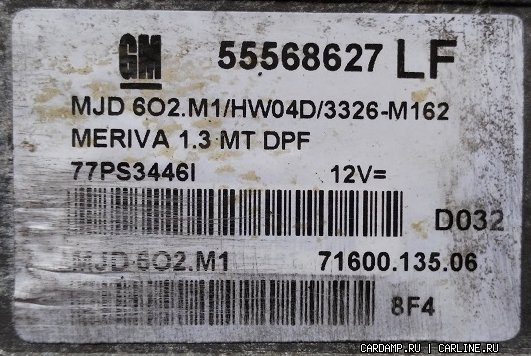 GM 55568627 LF
MJD 6O2.M1/HW04D/3326-M162
MERIVA 1.3 MT DPF
77PS3446I 12V=
D032
MJD 6O2.M1 71600.135.06
8F4
CARDAMP.RU | CARLINE.RU